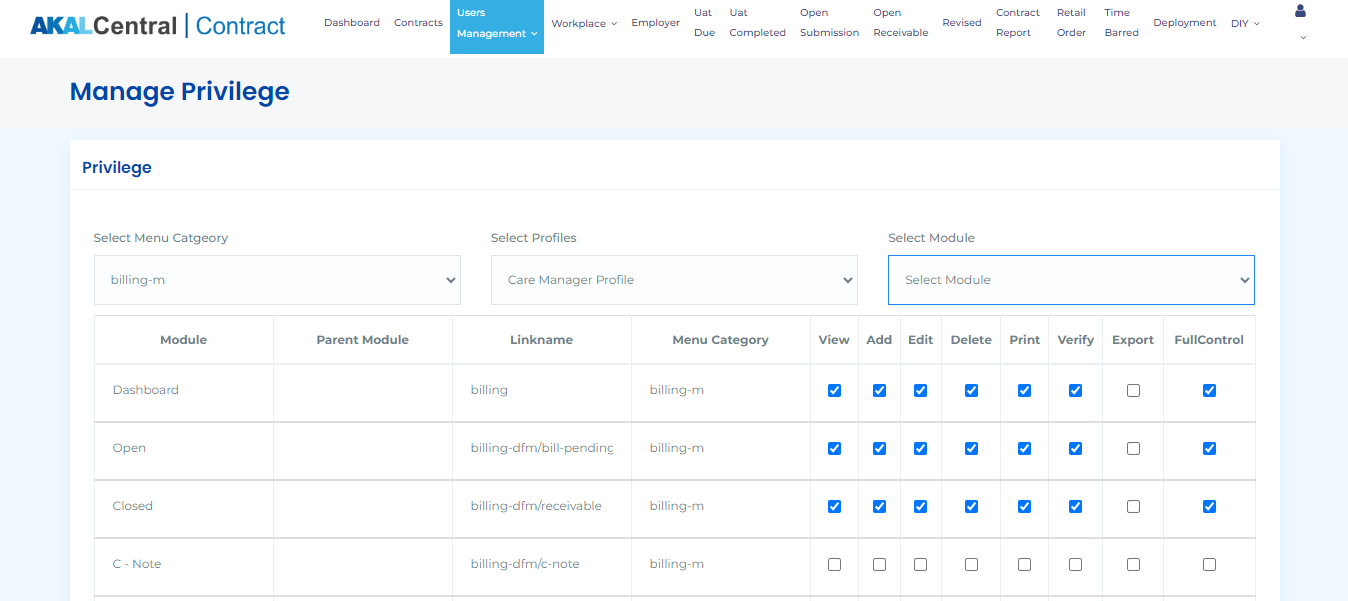 AKALCentral | Contract
Dashboard
Contracts
Users
Management
Workplace
Employer
Uat
Due
Uat
Completed
Open
Submission
Open
Receivable
Revised
Contract
Report
Retail
Order
Time
Barred
Deployment
DIY
Manage Privilege
Privilege
Select Menu Catgeory
Select Profiles
Select Module
billing-m
Care Manager Profile
Select Module
Module Parent Module Linkname Menu Category View Add Edit Delete Print Verify Export FullControl
Dashboard billing billing-m
Open billing-dfm/bill-pending billing-m
Closed billing-dfm/receivable billing-m
C - Note billing-dfm/c-note billing-m